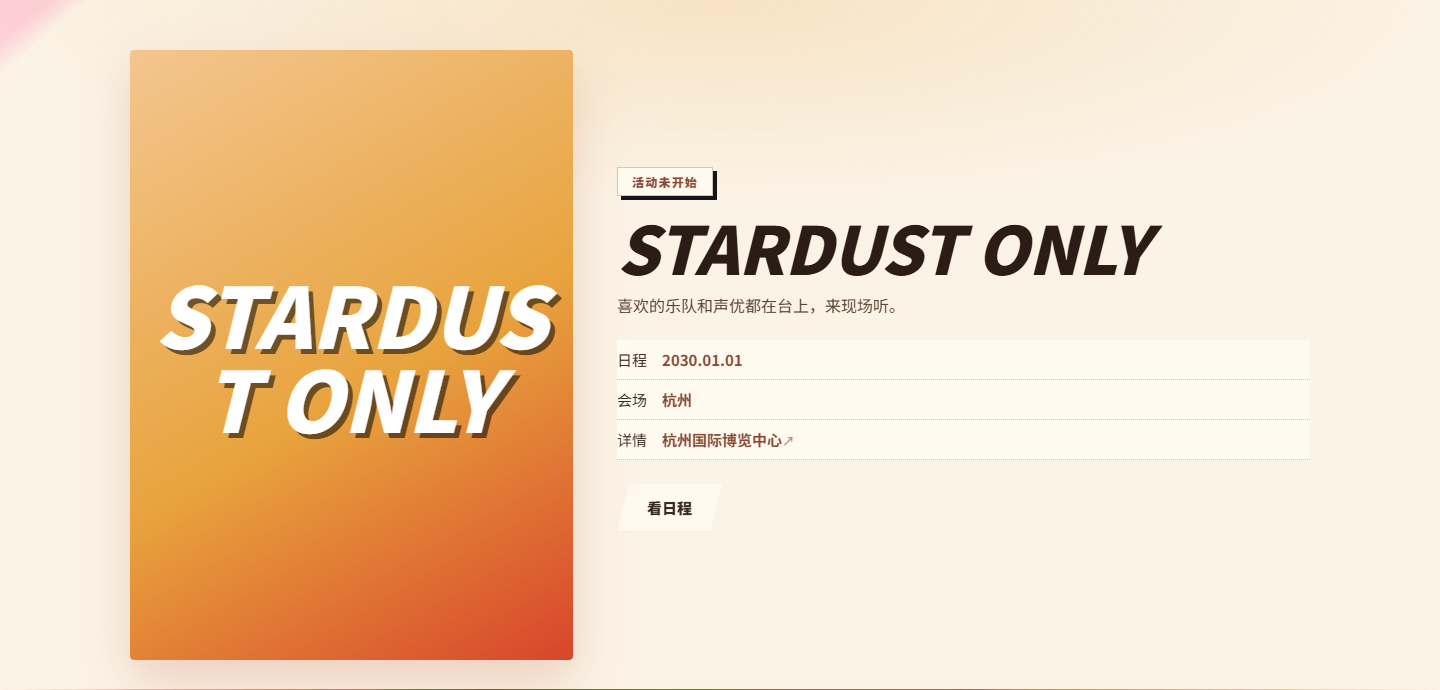 STARDUS
T ONLY
活动未开始
STARDUST ONLY
喜欢的乐队和声优都在台上，来现场听。
日程 2030.01.01
会场 杭州
详情 杭州国际博览中心↗
看日程